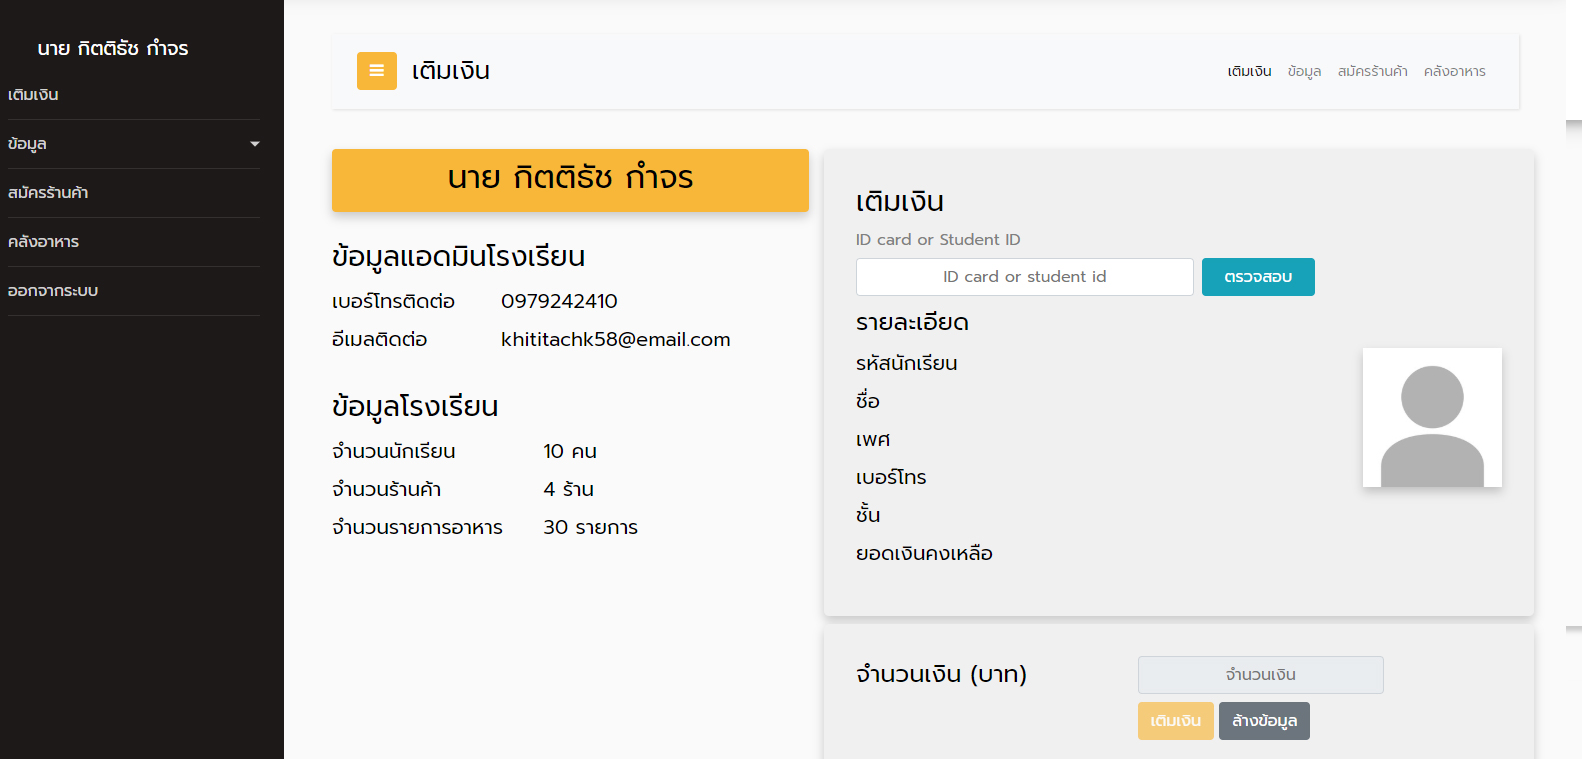 นาย กิตติธัช กำจร
เติมเงิน
ข้อมูล
สมัครร้านค้า
คลังอาหาร
ออกจากระบบ
เติมเงิน
เติมเงิน ข้อมูล สมัครร้านค้า คลังอาหาร
นาย กิตติธัช กำจร
ข้อมูลแอดมินโรงเรียน
เบอร์โทรติดต่อ 0979242410
อีเมลติดต่อ khititachk58@email.com
ข้อมูลโรงเรียน
จำนวนนักเรียน 10 คน
จำนวนร้านค้า 4 ร้าน
จำนวนรายการอาหาร 30 รายการ
เติมเงิน
ID card or Student ID
ID card or student id ตรวจสอบ
รายละเอียด
รหัสนักเรียน
ชื่อ
เพศ
เบอร์โทร
ชั้น
ยอดเงินคงเหลือ
จำนวนเงิน (บาท) จำนวนเงิน
เติมเงิน ล้างข้อมูล